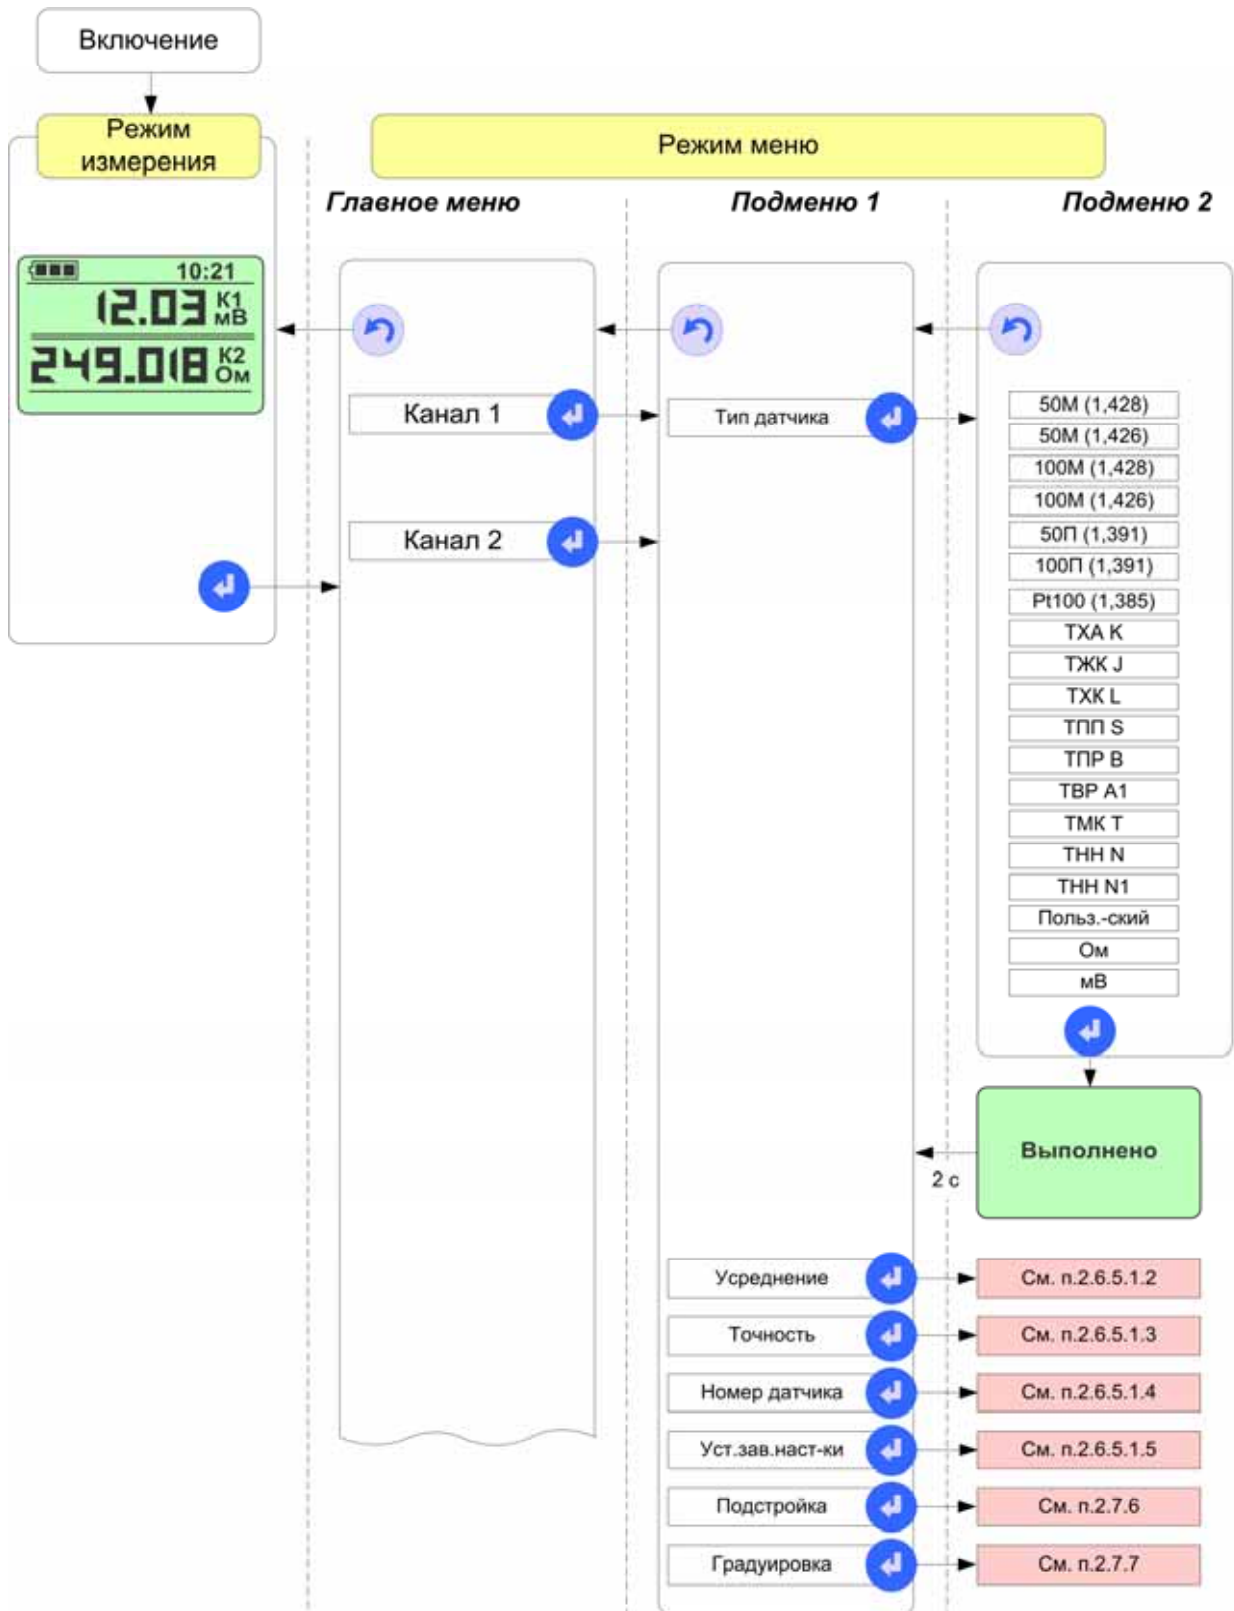 Включение
Режим
измерения
Режим меню
Главное меню
Подменю 1
Подменю 2
10:21
12.03 К1
мВ
249.018 К2
Ом
Канал 1
Канал 2
Тип датчика
50М (1,428)
50М (1,426)
100М (1,428)
100М (1,426)
50П (1,391)
100П (1,391)
Pt100 (1,385)
ТХА K
ТЖК J
ТХК L
ТПП S
ТПР B
ТВР А1
ТМК T
ТНН N
ТНН N1
Польз.-ский
Ом
мВ
Выполнено
2 с
Усреднение
См. п.2.6.5.1.2
Точность
См. п.2.6.5.1.3
Номер датчика
См. п.2.6.5.1.4
Уст.зав.наст-ки
См. п.2.6.5.1.5
Подстройка
См. п.2.7.6
Градуировка
См. п.2.7.7